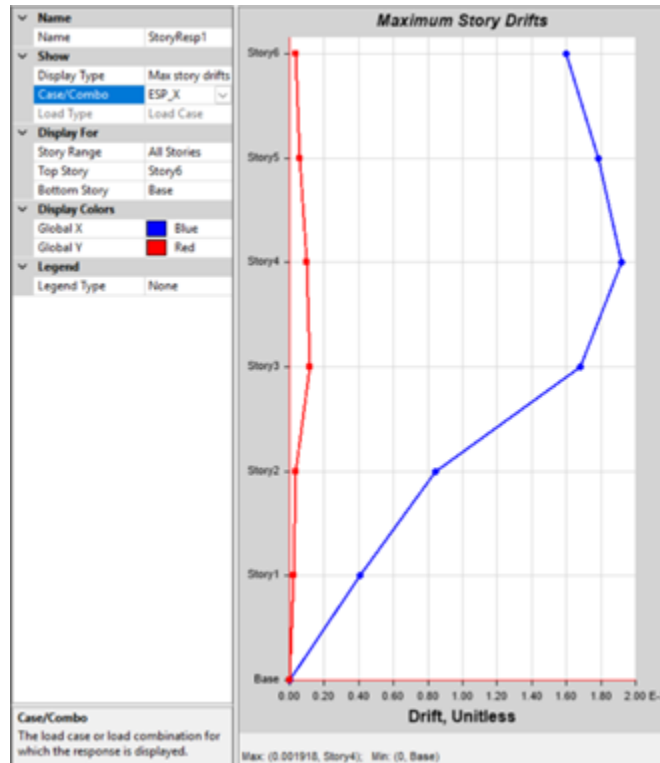 Name
Name StoryResp1
Show
Display Type Max story drifts
Case/Combo ESP_X
Load Type Load Case
Display For
Story Range All Stories
Top Story Story6
Bottom Story Base
Display Colors
Global X Blue
Global Y Red
Legend
Legend Type None
Case/Combo
The load case or load combination for
which the response is displayed.
Maximum Story Drifts
Story6
Story5
Story4
Story3
Story2
Story1
Base
0.00 0.20 0.40 0.60 0.80 1.00 1.20 1.40 1.60 1.80 2.00 E-
Drift, Unitless
Max: (0.001918, Story4); Min: (0, Base)